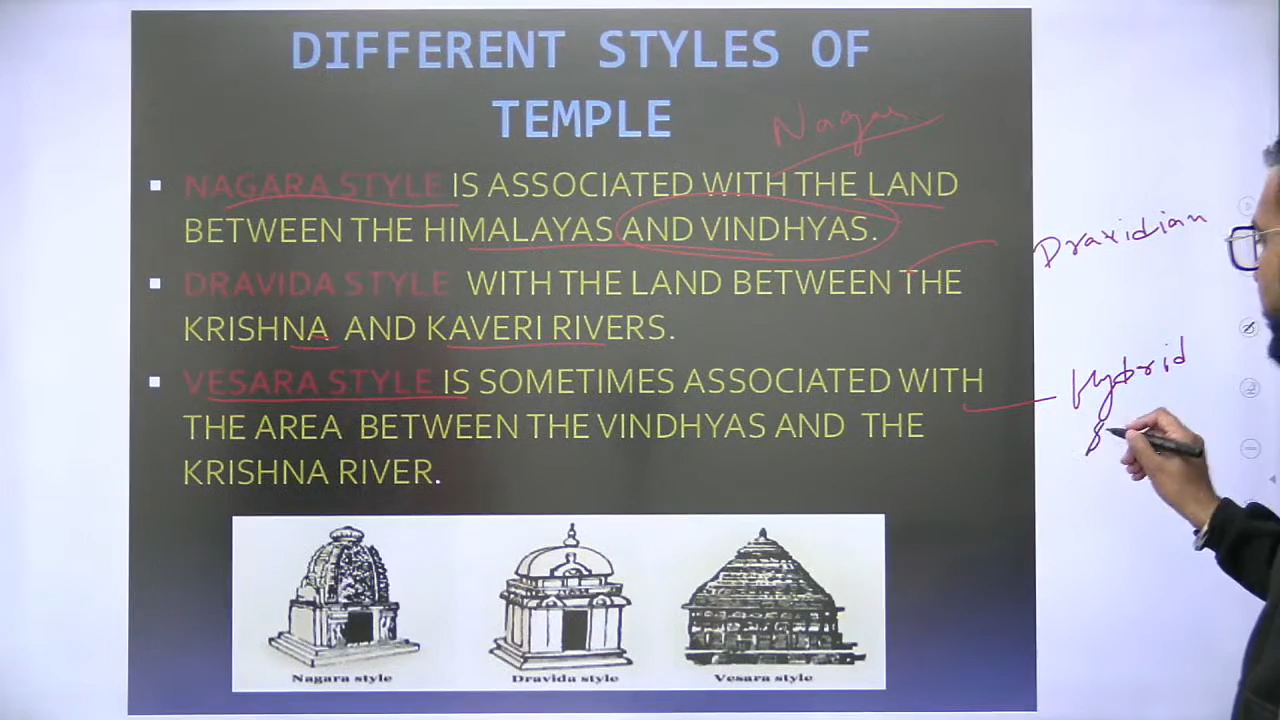 DIFFERENT STYLES OF
TEMPLE
Nagar
NAGARA STYLE IS ASSOCIATED WITH THE LAND
BETWEEN THE HIMALAYAS AND VINDHYAS.
Dravidian
DRAVIDA STYLE WITH THE LAND BETWEEN THE
KRISHNA AND KAVERI RIVERS.
Hybrid
VESARA STYLE IS SOMETIMES ASSOCIATED WITH
THE AREA BETWEEN THE VINDHYAS AND THE
KRISHNA RIVER.
Nagara style
Dravida style
Vesara style